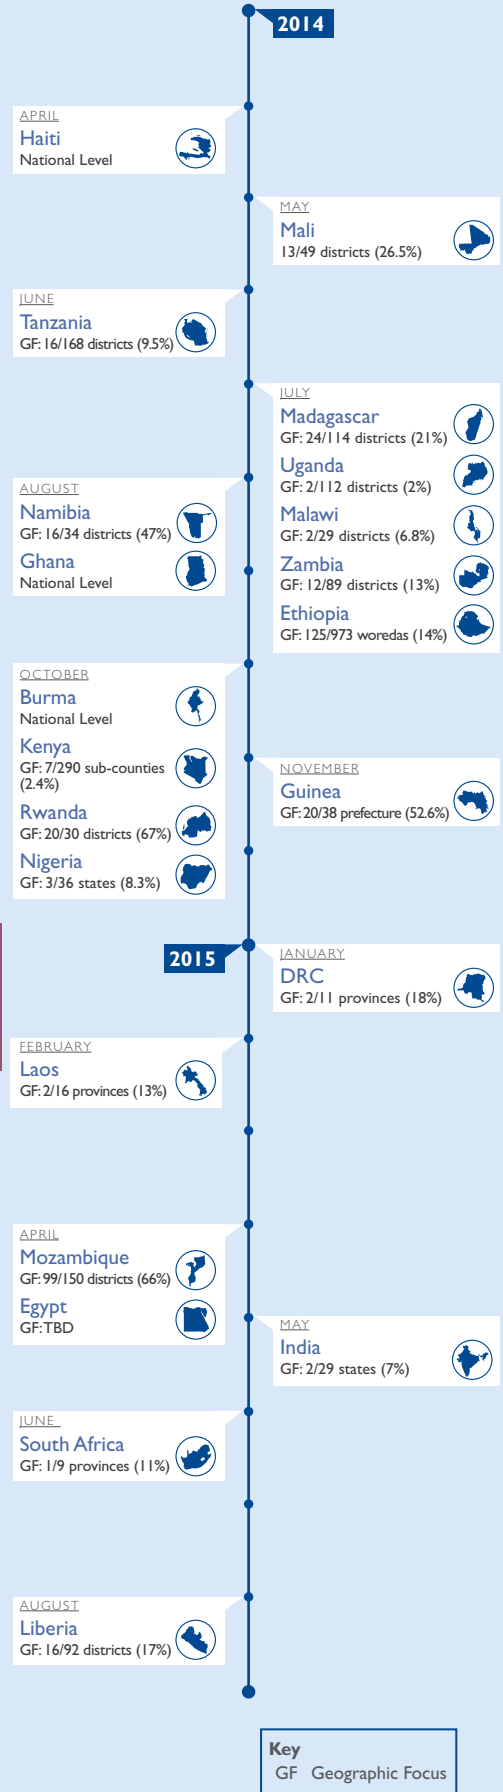 2014
APRIL
Haiti
National Level
MAY
Mali
13/49 districts (26.5%)
JUNE
Tanzania
GF: 16/168 districts (9.5%)
JULY
Madagascar
GF: 24/114 districts (21%)
Uganda
GF: 2/112 districts (2%)
Malawi
GF: 2/29 districts (6.8%)
Zambia
GF: 12/89 districts (13%)
Ethiopia
GF: 125/973 woredas (14%)
AUGUST
Namibia
GF: 16/34 districts (47%)
Ghana
National Level
OCTOBER
Burma
National Level
Kenya
GF: 7/290 sub-counties
(2.4%)
Rwanda
GF: 20/30 districts (67%)
Nigeria
GF: 3/36 states (8.3%)
NOVEMBER
Guinea
GF: 20/38 prefecture (52.6%)
2015
JANUARY
DRC
GF: 2/11 provinces (18%)
FEBRUARY
Laos
GF: 2/16 provinces (13%)
APRIL
Mozambique
GF: 99/150 districts (66%)
Egypt
GF: TBD
MAY
India
GF: 2/29 states (7%)
JUNE
South Africa
GF: 1/9 provinces (11%)
AUGUST
Liberia
GF: 16/92 districts (17%)
Key
GF Geographic Focus